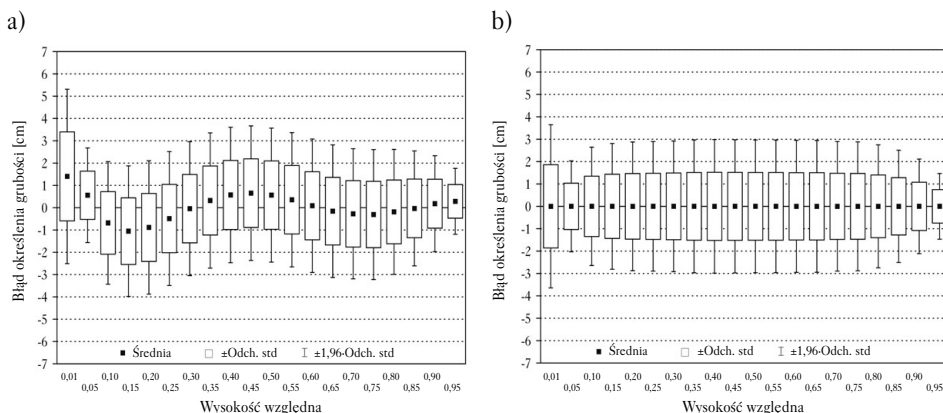 a)
7
6
5
4
3
2
1
0
-1
-2
-3
-4
-5
-6
-7
Błąd określenia grubości [cm]
Średnia ±Odch. std ±1,96·Odch. std
0,01 0,10 0,20 0,30 0,40 0,50 0,60 0,70 0,80 0,90
0,05 0,15 0,25 0,35 0,45 0,55 0,65 0,75 0,85 0,95
Wysokość względna
b)
7
6
5
4
3
2
1
0
-1
-2
-3
-4
-5
-6
-7
Błąd określenia grubości [cm]
Średnia ±Odch. std ±1,96·Odch. std
0,01 0,10 0,20 0,30 0,40 0,50 0,60 0,70 0,80 0,90
0,05 0,15 0,25 0,35 0,45 0,55 0,65 0,75 0,85 0,95
Wysokość względna